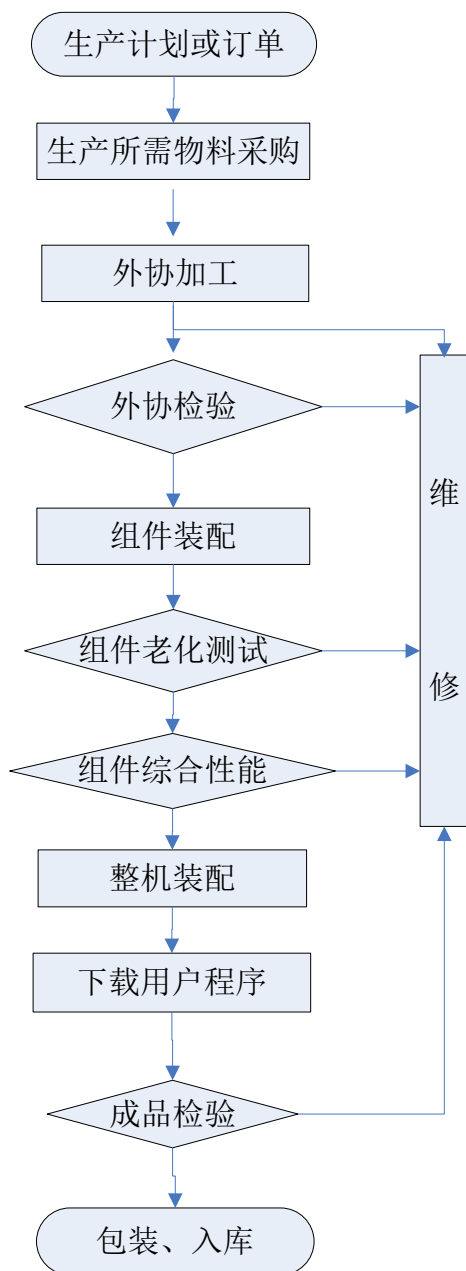 生产计划或订单
生产所需物料采购
外协加工
外协检验
维
组件装配
组件老化测试
修
组件综合性能
整机装配
下载用户程序
成品检验
包装、入库